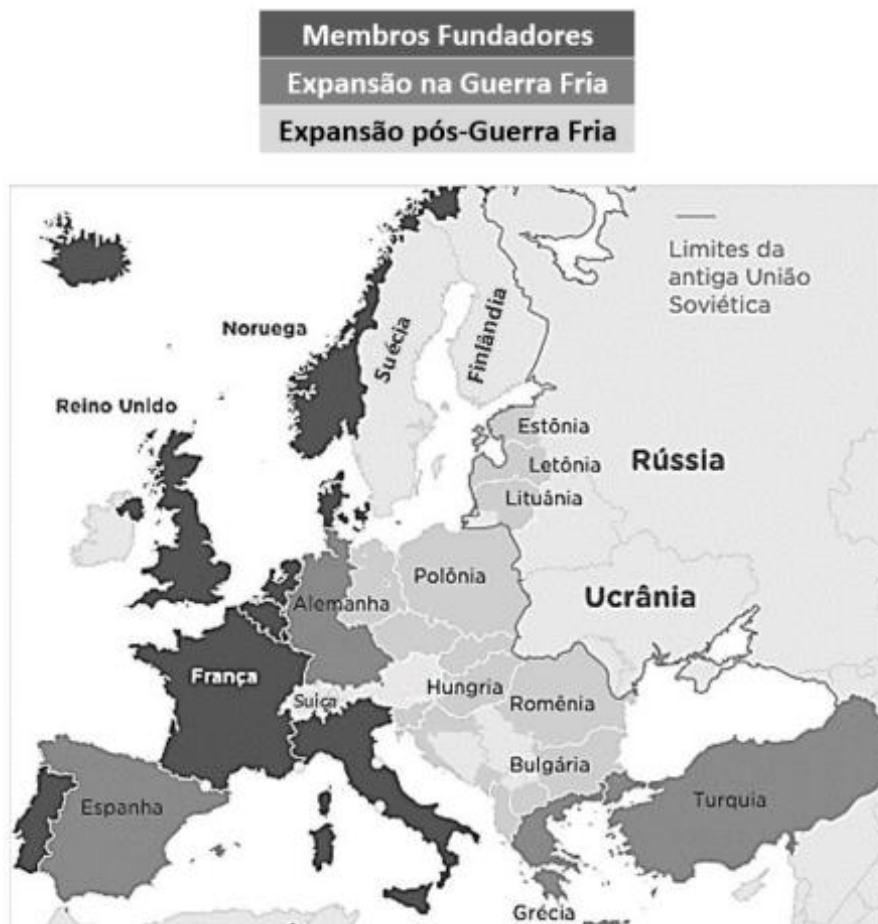 Membros Fundadores
Expansão na Guerra Fria
Expansão pós-Guerra Fria
Limites da
antiga União
Soviética
Noruega
Suécia
Finlândia
Reino Unido
Estônia
Letônia
Lituânia
Rússia
Polônia
Ucrânia
Alemanha
França
Suiça
Hungria
Romênia
Bulgária
Espanha
Turquia
Grécia